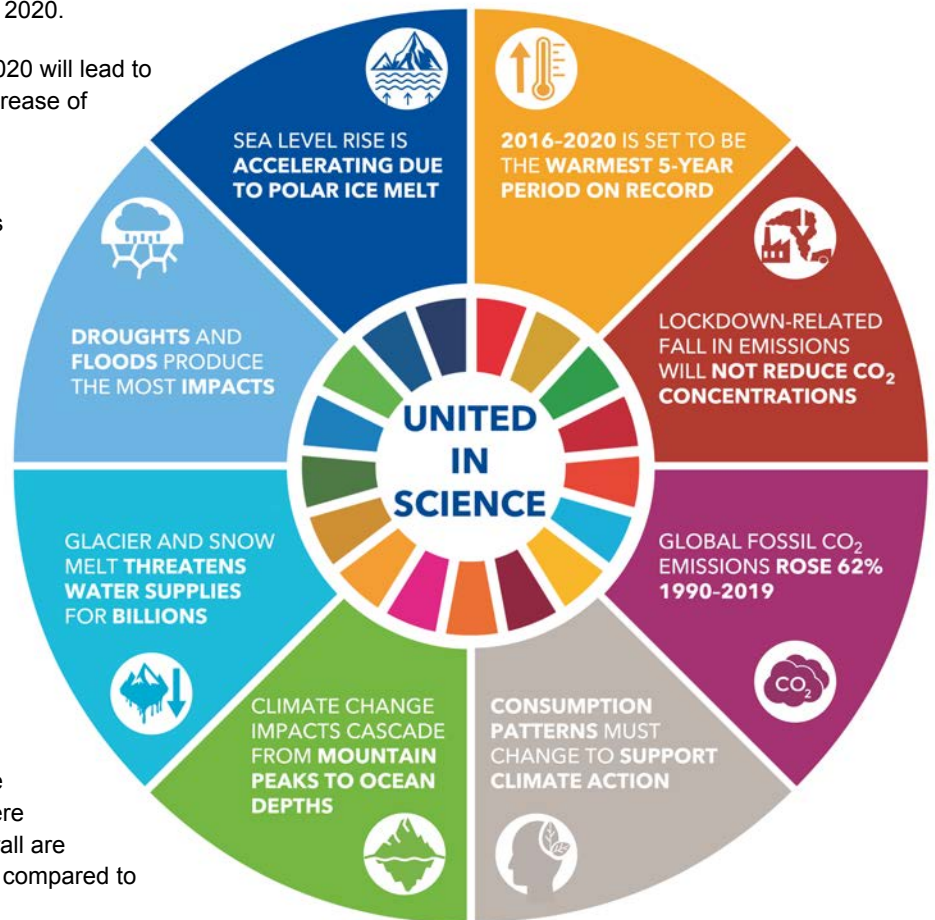 2020.
020 will lead to
rease of
s
SEA LEVEL RISE IS
ACCELERATING DUE
TO POLAR ICE MELT
2016–2020 IS SET TO BE
THE WARMEST 5-YEAR
PERIOD ON RECORD
LOCKDOWN-RELATED
FALL IN EMISSIONS
WILL NOT REDUCE CO₂
CONCENTRATIONS
GLOBAL FOSSIL CO₂
EMISSIONS ROSE 62%
1990–2019
CO₂
CONSUMPTION
PATTERNS MUST
CHANGE TO SUPPORT
CLIMATE ACTION
CLIMATE CHANGE
IMPACTS CASCADE
FROM MOUNTAIN
PEAKS TO OCEAN
DEPTHS
GLACIER AND SNOW
MELT THREATENS
WATER SUPPLIES
FOR BILLIONS
DROUGHTS AND
FLOODS PRODUCE
THE MOST IMPACTS
UNITED
IN
SCIENCE
e
ere
all are
compared to